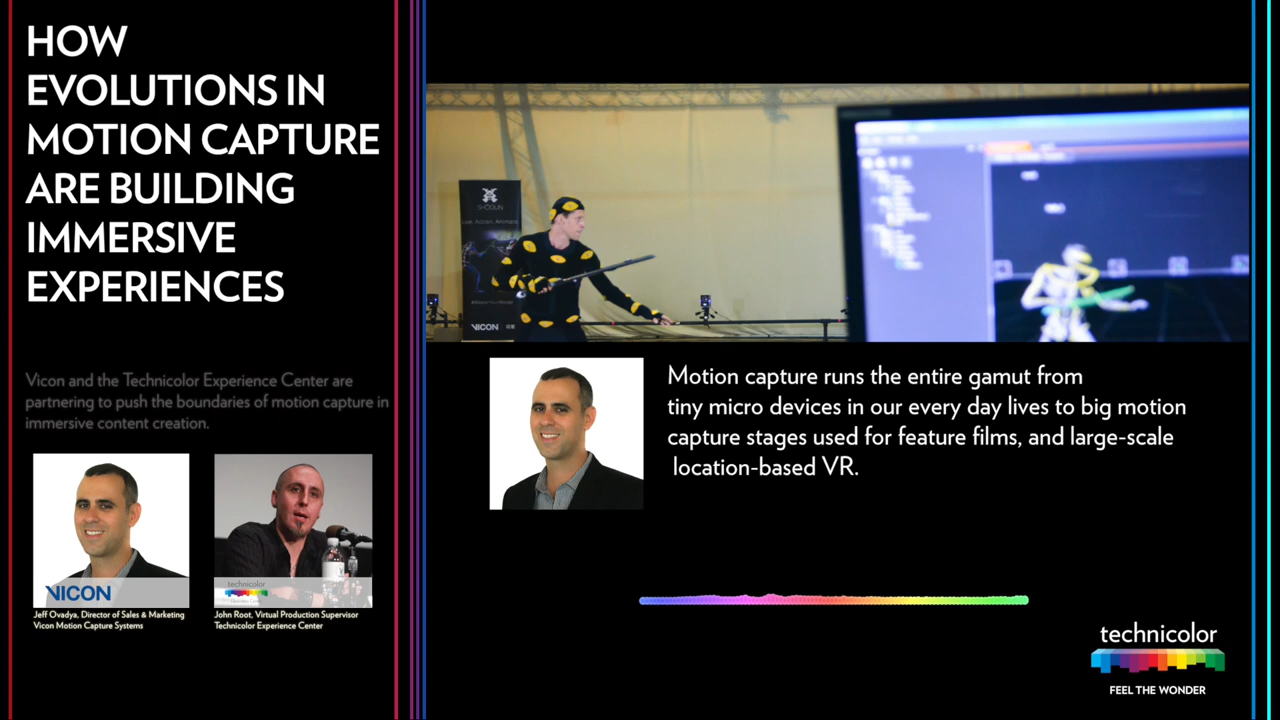 HOW
EVOLUTIONS IN
MOTION CAPTURE
ARE BUILDING
IMMERSIVE
EXPERIENCES
Vicon and the Technicolor Experience Center are
partnering to push the boundaries of motion capture in
immersive content creation.
VICON
Jeff Ovadya, Director of Sales & Marketing
Vicon Motion Capture Systems
technicolor
John Root, Virtual Production Supervisor
Technicolor Experience Center
SHOGUN
Live. Action. Animate.
VICON
Motion capture runs the entire gamut from
tiny micro devices in our every day lives to big motion
capture stages used for feature films, and large-scale
location-based VR.
technicolor
FEEL THE WONDER